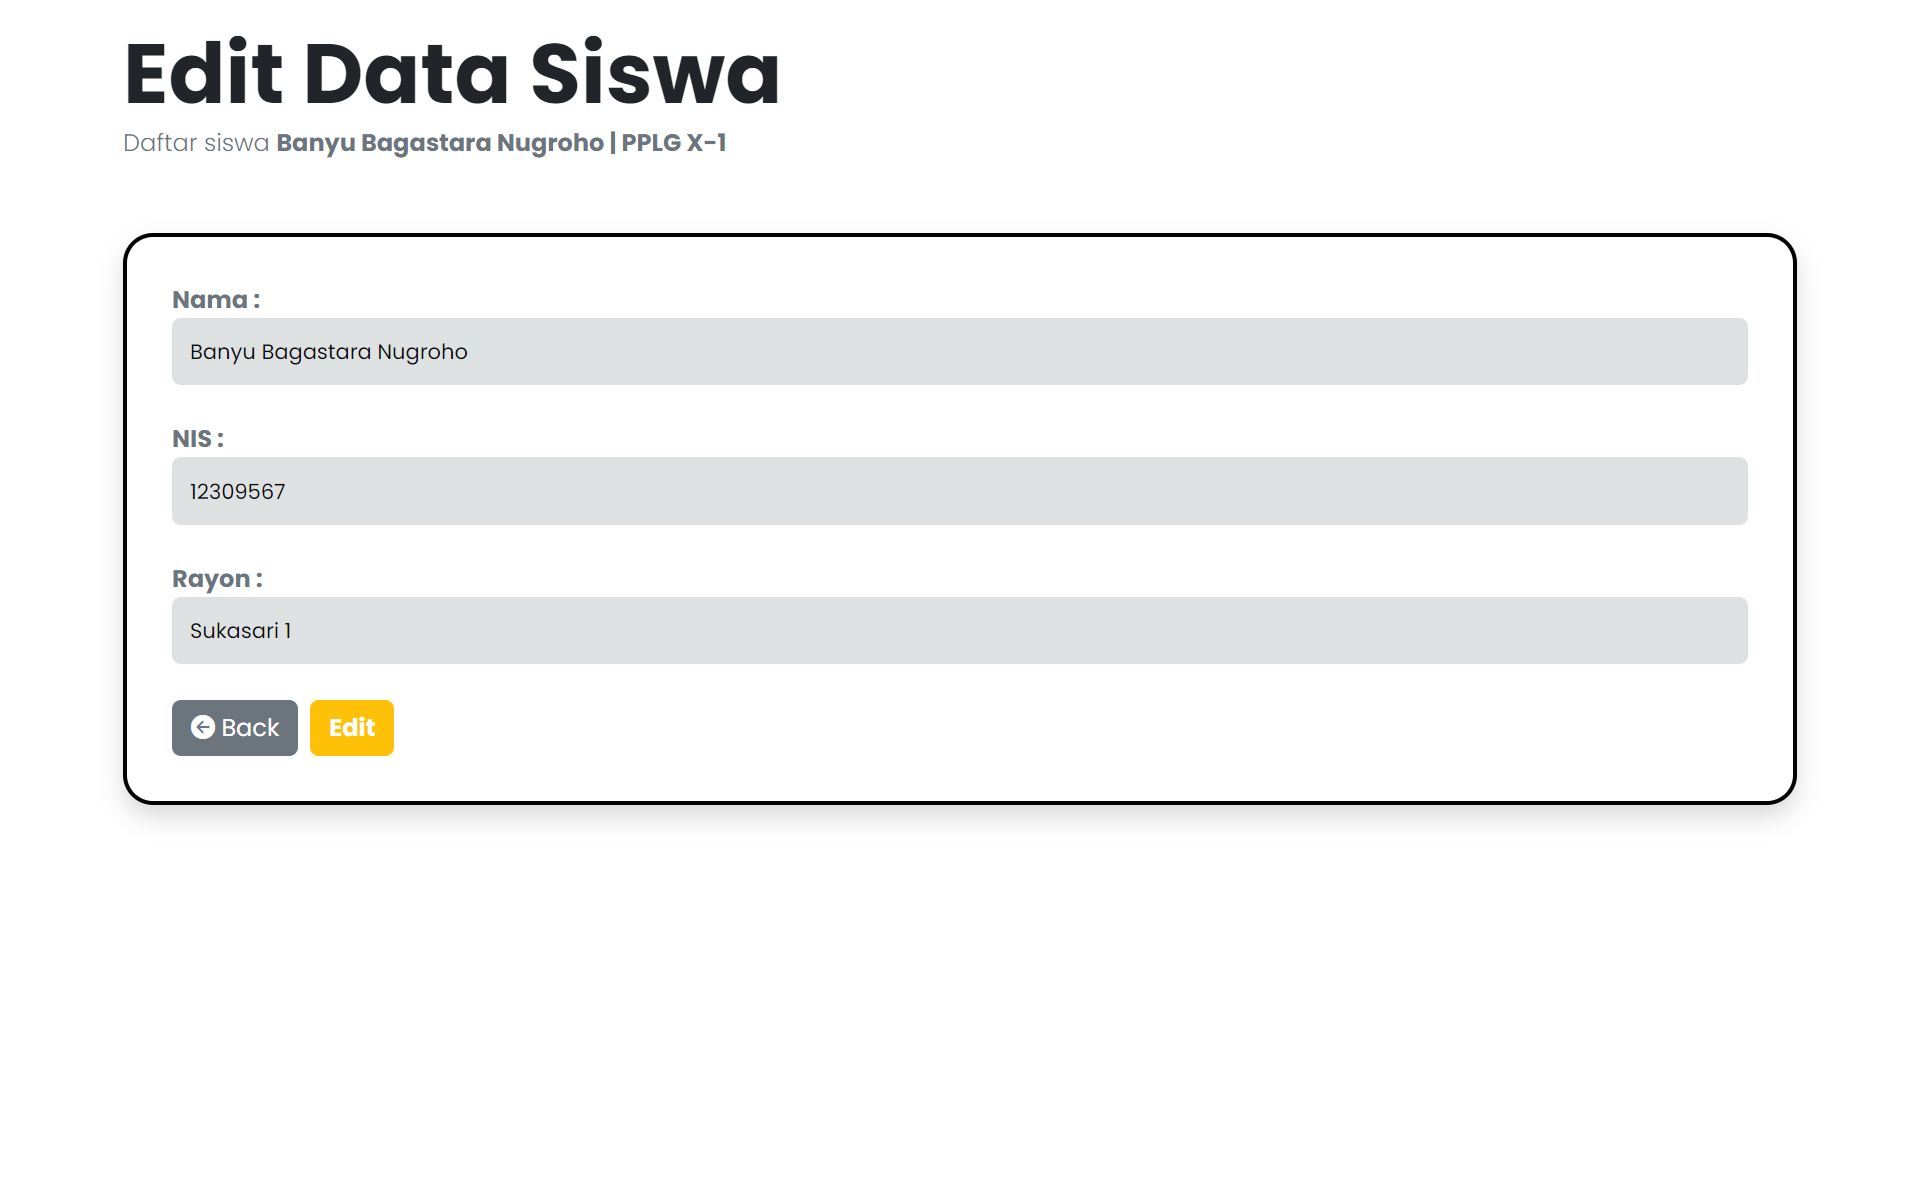 Edit Data Siswa
Daftar siswa Banyu Bagastara Nugroho | PPLG X-1
Nama :
Banyu Bagastara Nugroho
NIS :
12309567
Rayon :
Sukasari 1
Back Edit